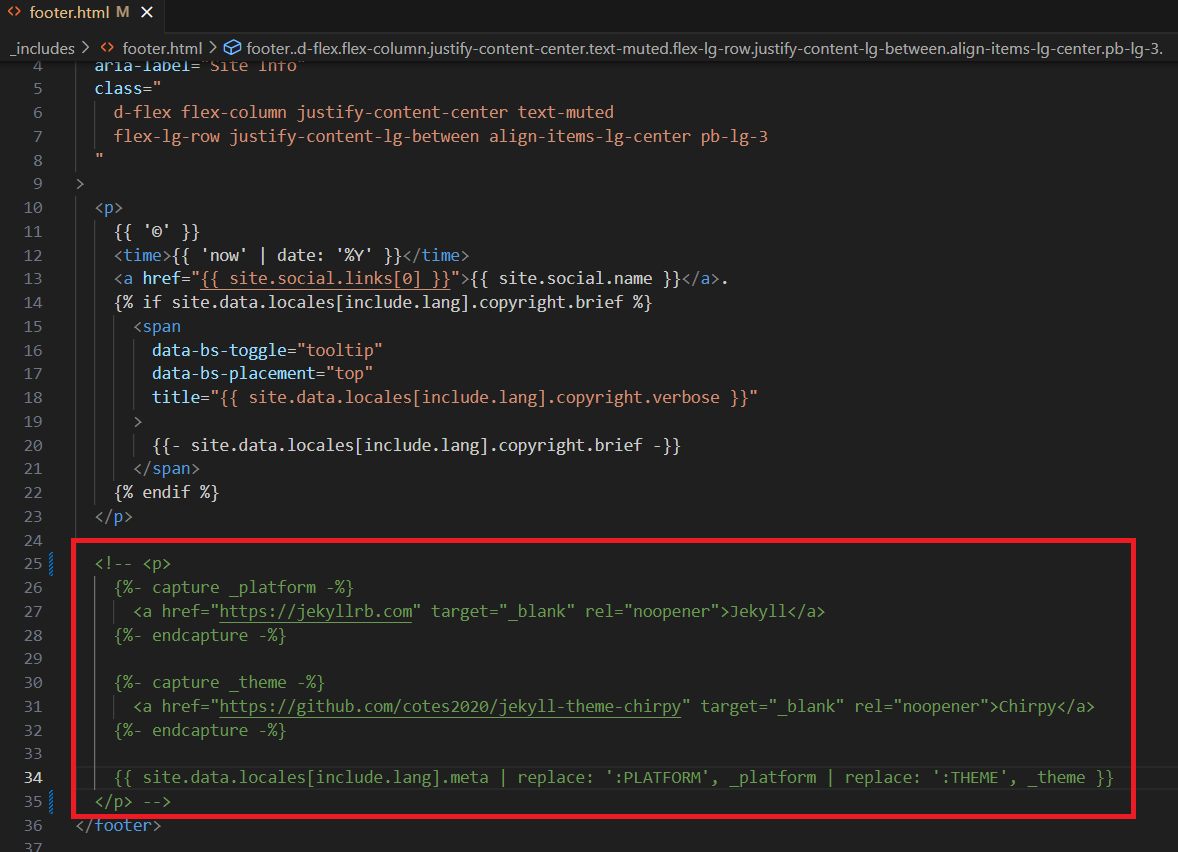 footer.html M
_includes > footer.html > footer..d-flex.flex-column.justify-content-center.text-muted.flex-lg-row.justify-content-lg-between.align-items-lg-center.pb-lg-3.
4 aria-label="Site Info"
5 class="
6 d-flex flex-column justify-content-center text-muted
7 flex-lg-row justify-content-lg-between align-items-lg-center pb-lg-3
8 "
9 >
10 <p>
11 {{ '©' }}
12 <time>{{ 'now' | date: '%Y' }}</time>
13 <a href="{{ site.social.links[0] }}">{{ site.social.name }}</a>.
14 {% if site.data.locales[include.lang].copyright.brief %}
15 <span
16 data-bs-toggle="tooltip"
17 data-bs-placement="top"
18 title="{{ site.data.locales[include.lang].copyright.verbose }}"
19 >
20 {{- site.data.locales[include.lang].copyright.brief -}}
21 </span>
22 {% endif %}
23 </p>
24
25 <!-- <p>
26 {%- capture _platform -%}
27 <a href="https://jekyllrb.com" target="_blank" rel="noopener">Jekyll</a>
28 {%- endcapture -%}
29
30 {%- capture _theme -%}
31 <a href="https://github.com/cotes2020/jekyll-theme-chirpy" target="_blank" rel="noopener">Chirpy</a>
32 {%- endcapture -%}
33
34 {{ site.data.locales[include.lang].meta | replace: ':PLATFORM', _platform | replace: ':THEME', _theme }}
35 </p> -->
36 </footer>
37